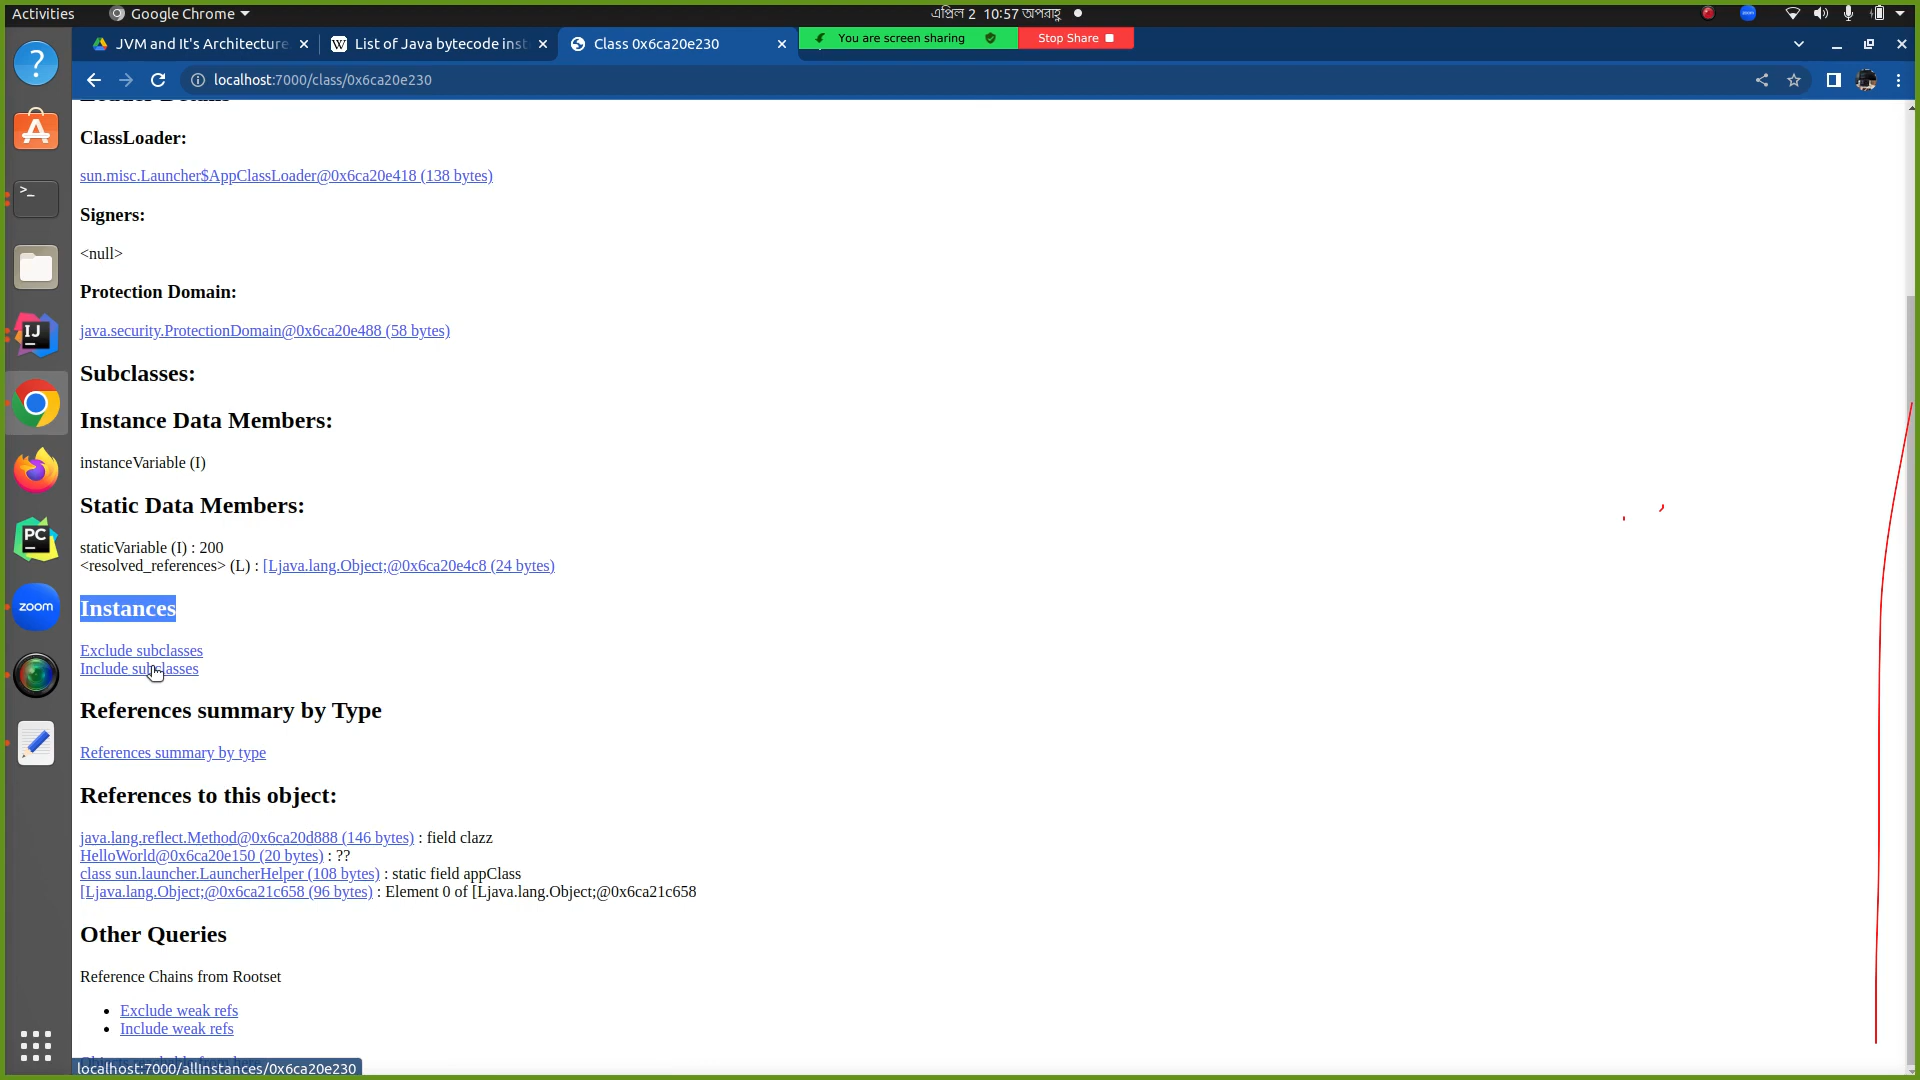 Activities
Google Chrome
এপ্রিল 2 10:57 অপরাহ্ণ
JVM and It's Architecture
List of Java bytecode inst
Class 0x6ca20e230
You are screen sharing
Stop Share
localhost:7000/class/0x6ca20e230
ClassLoader:
sun.misc.Launcher$AppClassLoader@0x6ca20e418 (138 bytes)
Signers:
<null>
Protection Domain:
java.security.ProtectionDomain@0x6ca20e488 (58 bytes)
Subclasses:
Instance Data Members:
instanceVariable (I)
Static Data Members:
staticVariable (I) : 200
<resolved_references> (L) : [Ljava.lang.Object;@0x6ca20e4c8 (24 bytes)
Instances
Exclude subclasses
Include subclasses
References summary by Type
References summary by type
References to this object:
java.lang.reflect.Method@0x6ca20d888 (146 bytes) : field clazz
HelloWorld@0x6ca20e150 (20 bytes) : ??
class sun.launcher.LauncherHelper (108 bytes) : static field appClass
[Ljava.lang.Object;@0x6ca21c658 (96 bytes) : Element 0 of [Ljava.lang.Object;@0x6ca21c658
Other Queries
Reference Chains from Rootset
Exclude weak refs
Include weak refs
localhost:7000/allInstances/0x6ca20e230
IJ
PC
zoom